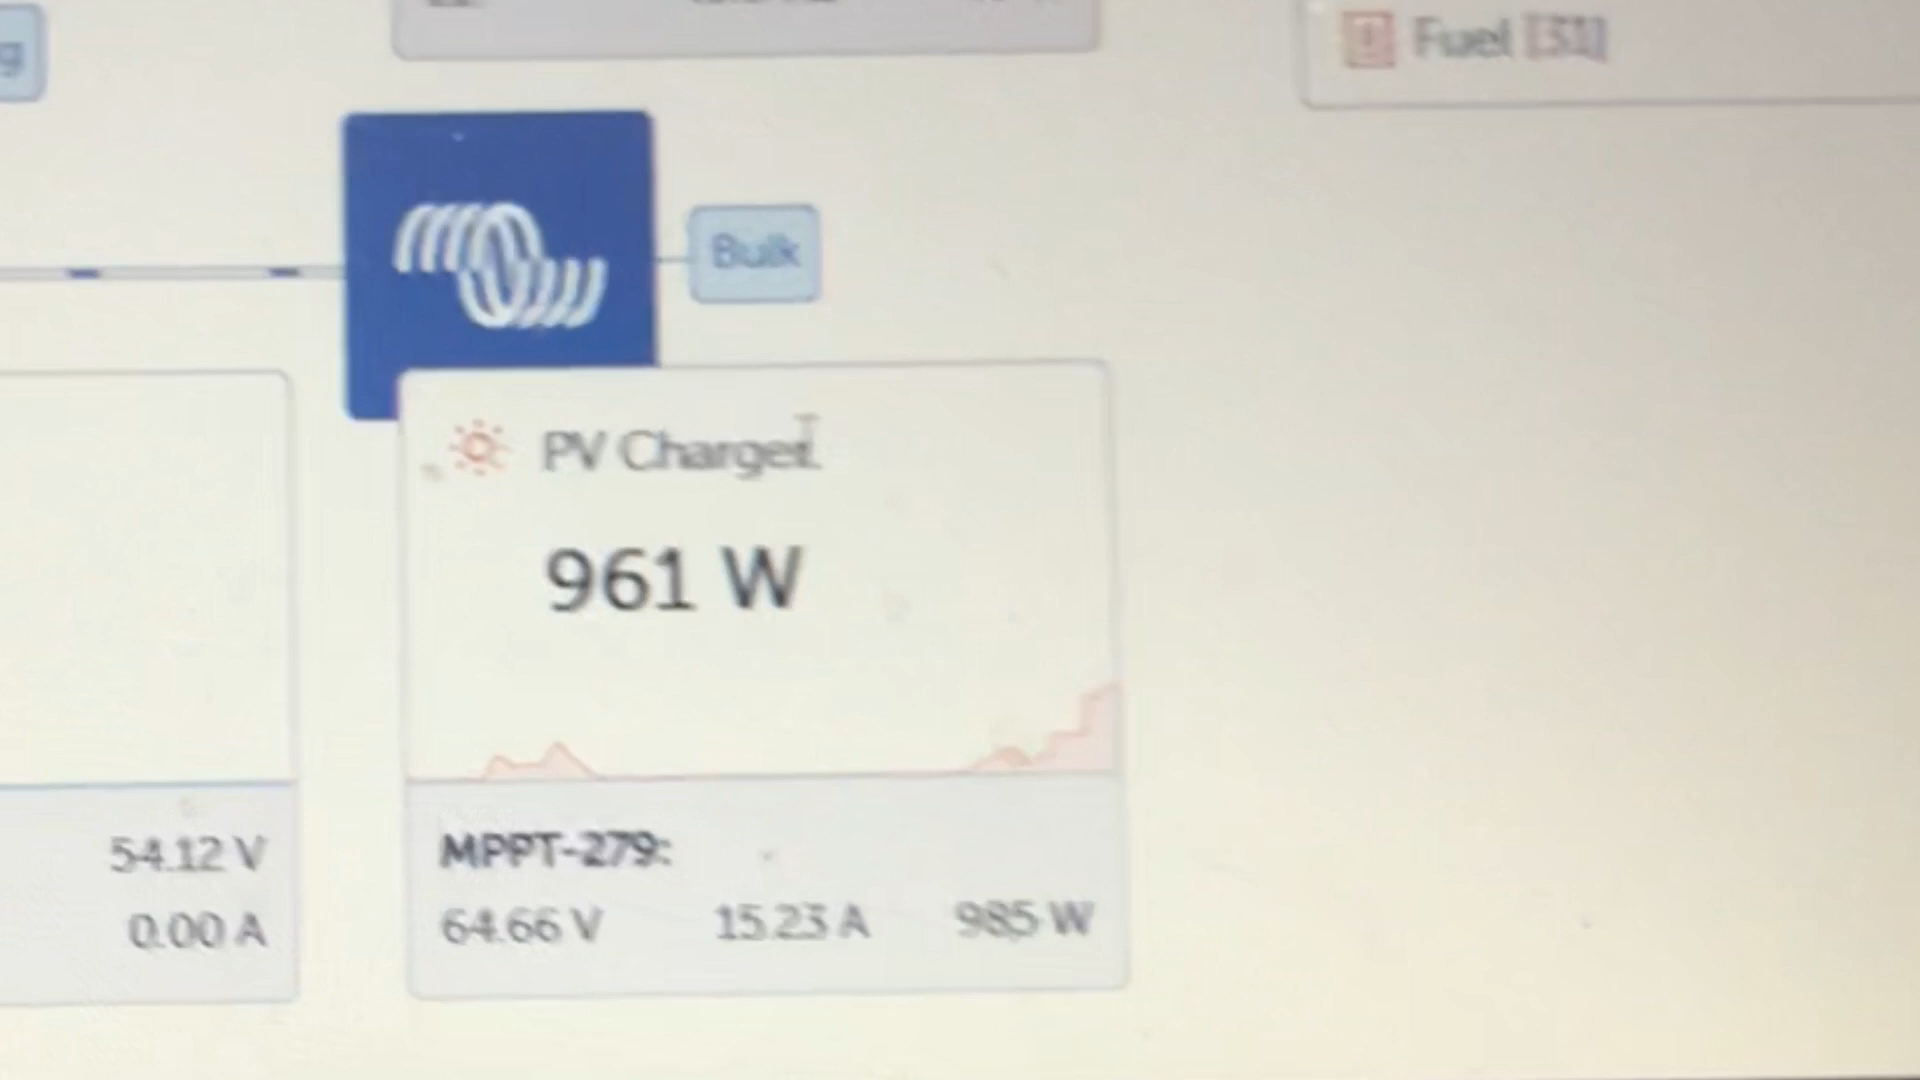 g
Fuel [31]
Bulk
PV Charger
961 W
54.12 V
0.00 A
MPPT-279:
64.66 V 15.23 A 985 W